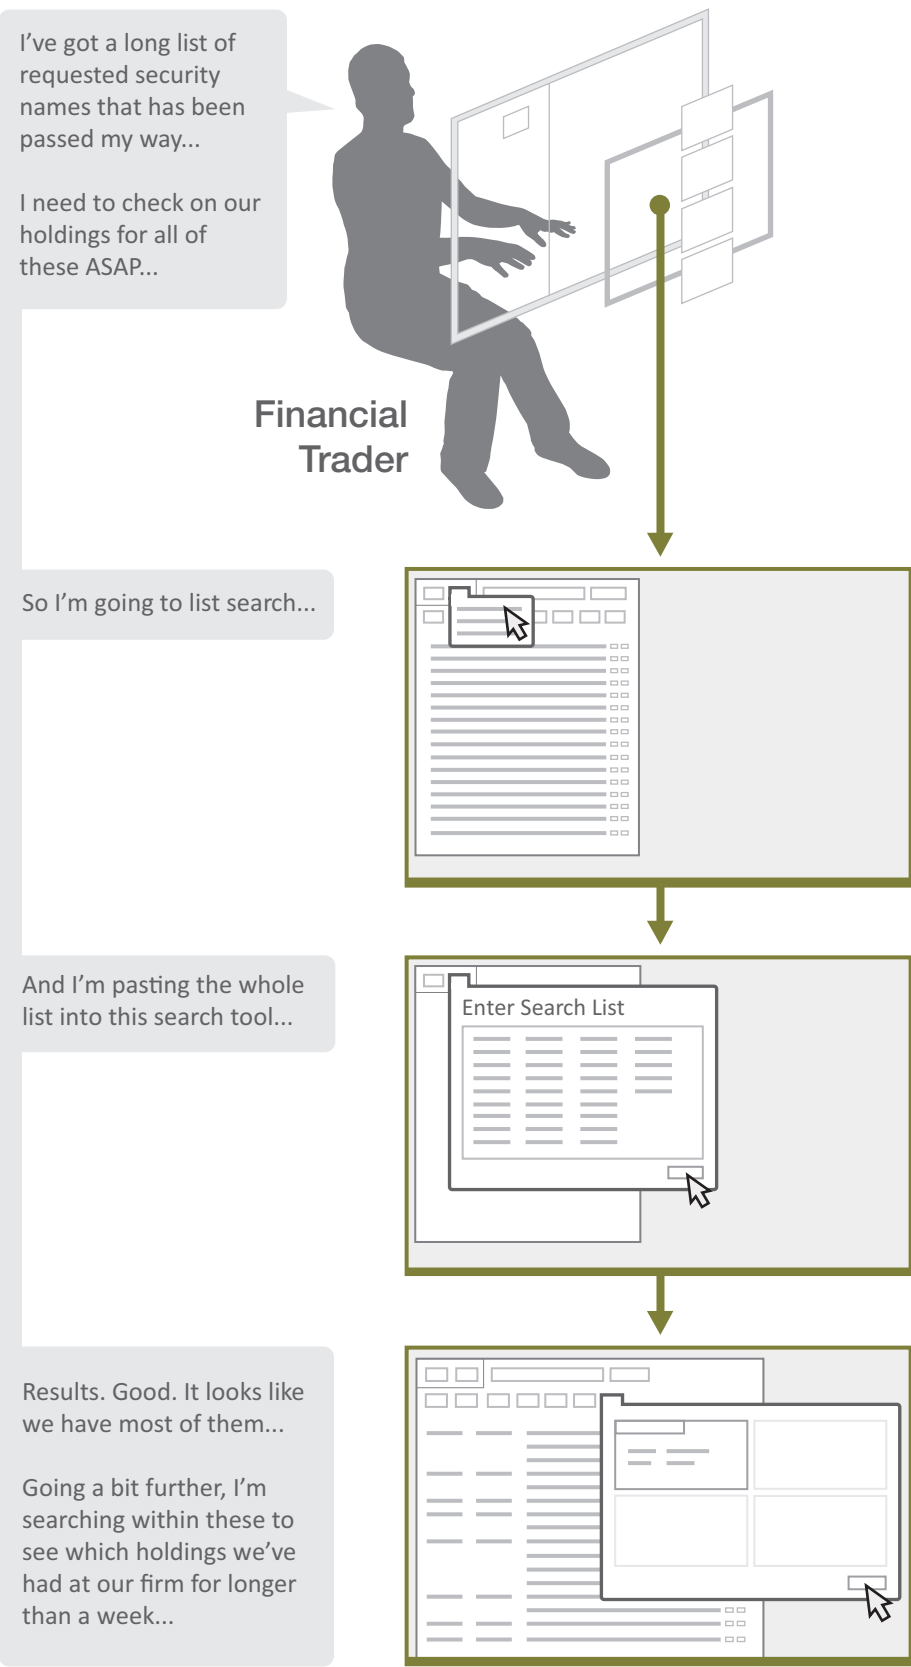 I've got a long list of
requested security
names that has been
passed my way...
I need to check on our
holdings for all of
these ASAP...
Financial
Trader
So I'm going to list search...
And I'm pasting the whole
list into this search tool...
Enter Search List
Results. Good. It looks like
we have most of them...
Going a bit further, I'm
searching within these to
see which holdings we've
had at our firm for longer
than a week...